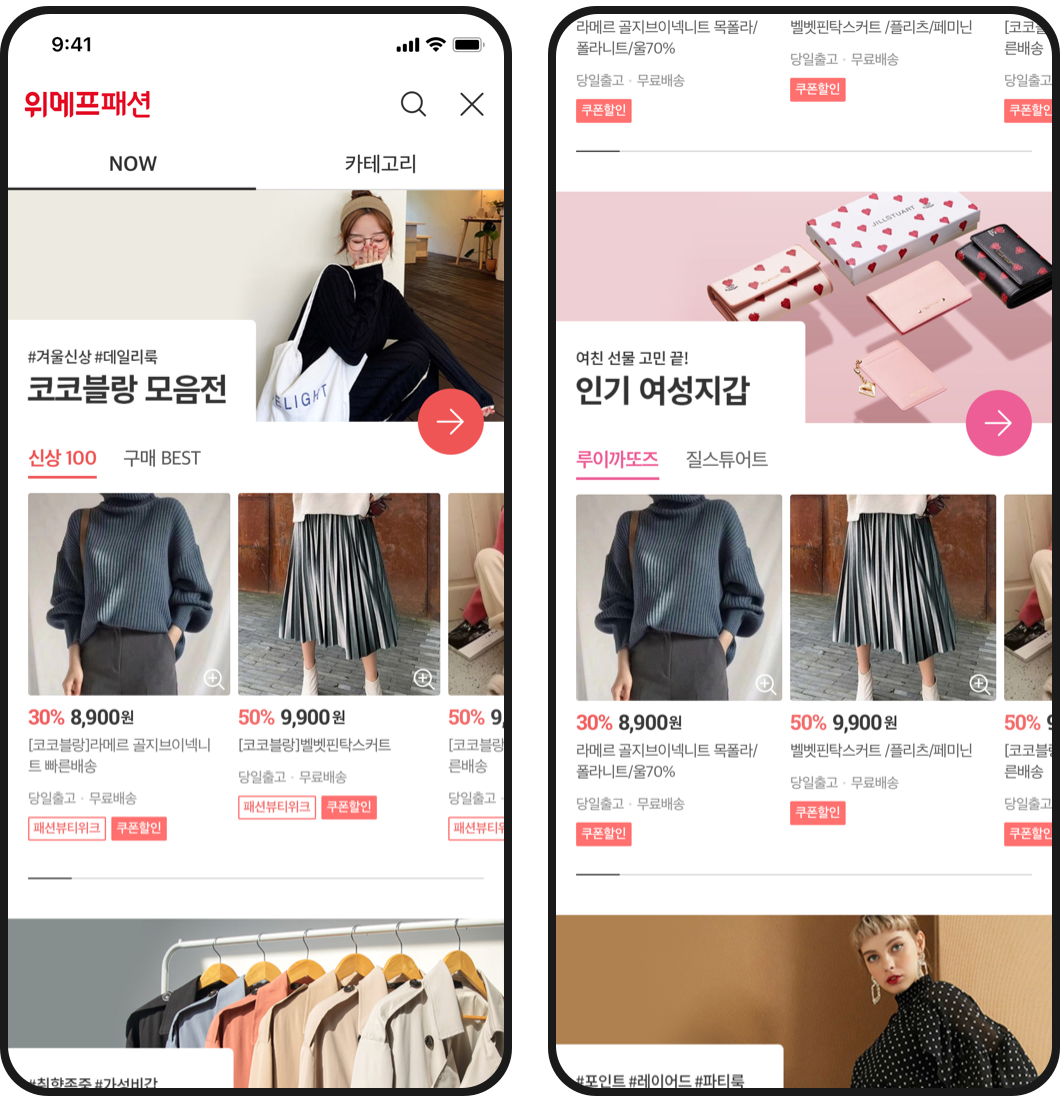 9:41
위메프패션
NOW
카테고리
#겨울신상 #데일리룩
코코블랑 모음전
ELIGHT
신상 100
구매 BEST
30% 8,900원
[코코블랑]라메르 골지브이넥니
트 빠른배송
당일출고 · 무료배송
패션뷰티위크
쿠폰할인
50% 9,900원
[코코블랑]벨벳핀탁스커트
당일출고 · 무료배송
패션뷰티위크
쿠폰할인
50% 9,
[코코블랑
른배송
당일출고 ·
패션뷰티위
#취향존중 #가성비갑
라메르 골지브이넥니트 목폴라/
폴라니트/울70%
당일출고 · 무료배송
쿠폰할인
벨벳핀탁스커트 /플리츠/페미닌
당일출고 · 무료배송
쿠폰할인
[코코블
른배송
당일출고
쿠폰할인
JILLSTUART
여친 선물 고민 끝!
인기 여성지갑
루이까또즈
질스튜어트
30% 8,900원
라메르 골지브이넥니트 목폴라/
폴라니트/울70%
당일출고 · 무료배송
쿠폰할인
50% 9,900원
벨벳핀탁스커트 /플리츠/페미닌
당일출고 · 무료배송
쿠폰할인
50% 9
[코코블
른배송
당일출고
쿠폰할인
#포인트 #레이어드 #파티룩